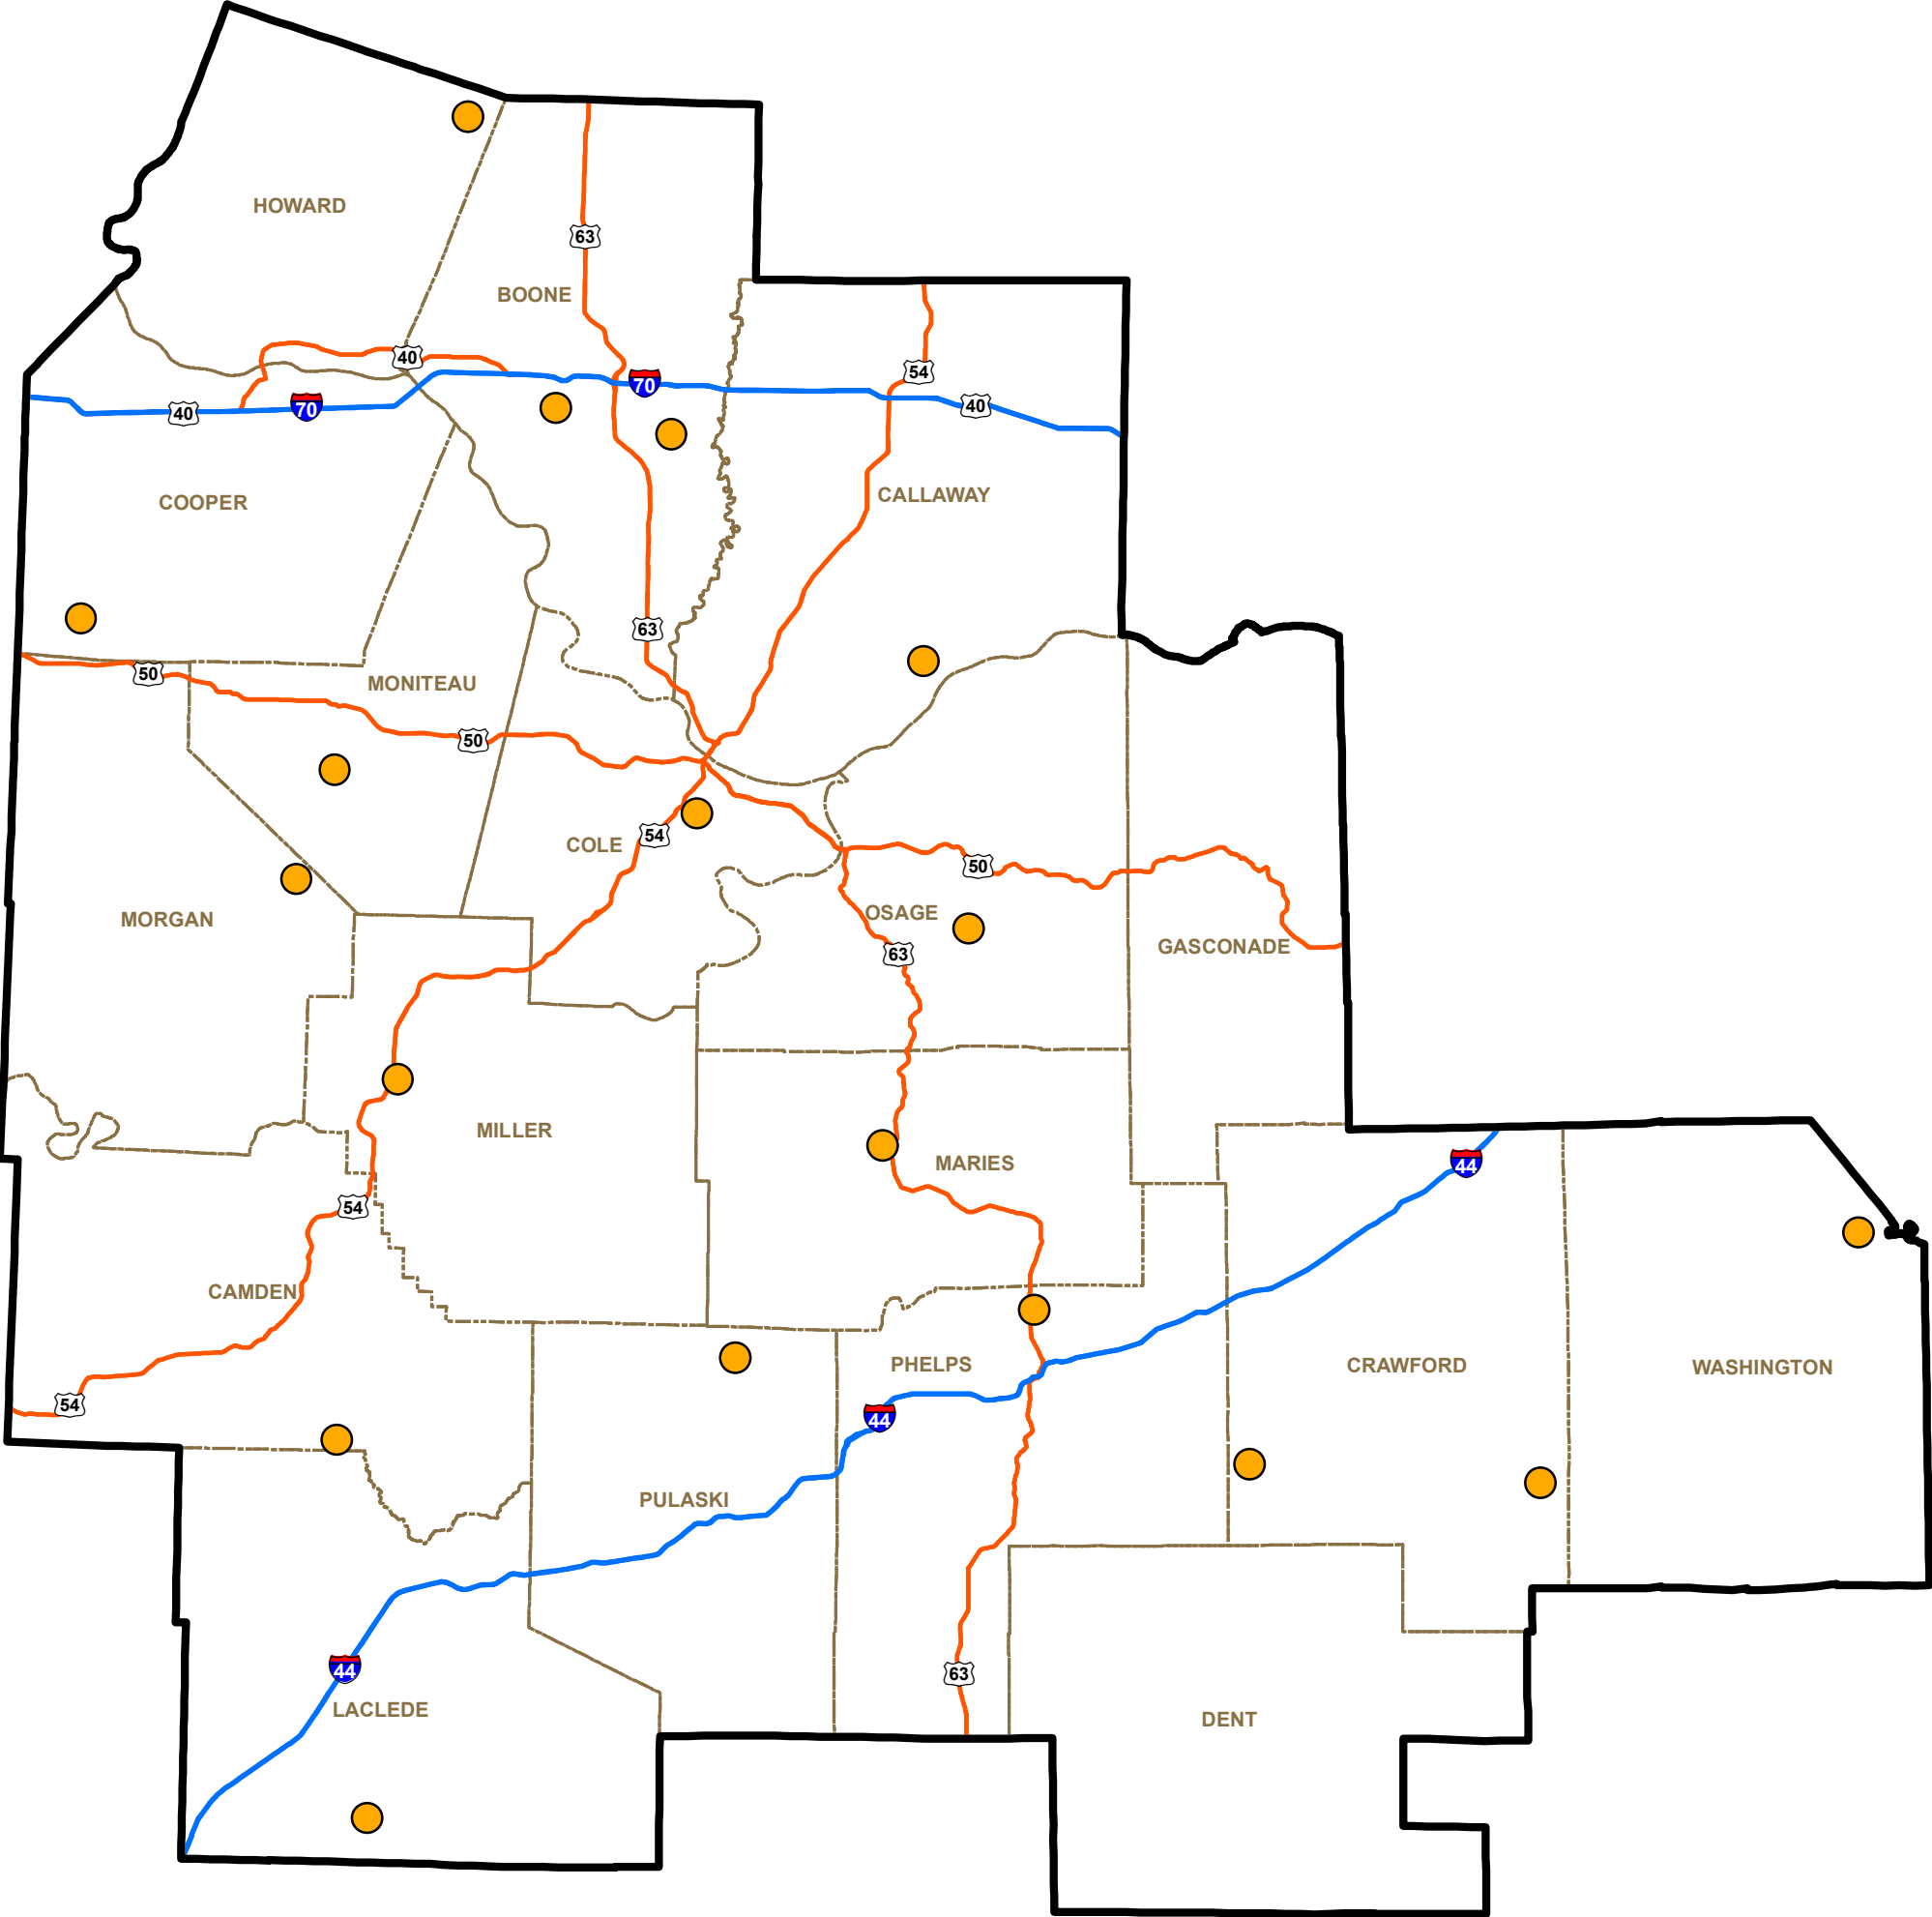 HOWARD
63
BOONE
40
70
54
70
40
40
CALLAWAY
COOPER
63
50
MONITEAU
50
54
COLE
50
OSAGE
MORGAN
GASCONADE
63
MILLER
MARIES
44
54
CAMDEN
PHELPS
CRAWFORD
WASHINGTON
54
44
PULASKI
44
63
LACLEDE
DENT